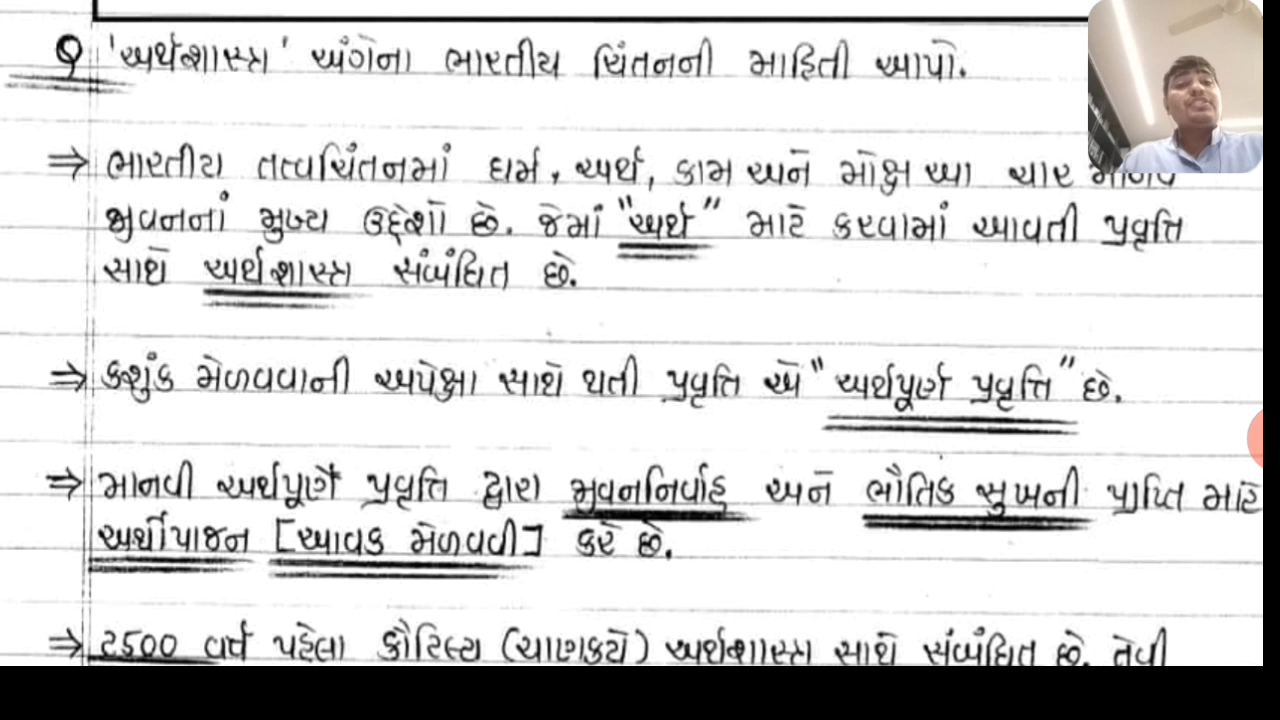 Q 'અર્થશાસ્ત્ર' અંગેના ભારતીય ચિંતનની માહિતી આપો.
⇒ ભારતીય તત્વચિંતનમાં ધર્મ, અર્થ, કામ અને મોક્ષ આ ચાર માનવ
જીવનનાં મુખ્ય ઉદ્દેશો છે. જેમાં "અર્થ" માટે કરવામાં આવતી પ્રવૃત્તિ
સાથે અર્થશાસ્ત્ર સંબંધિત છે.
⇒ કશુંક મેળવવાની અપેક્ષા સાથે થતી પ્રવૃત્તિ એ "અર્થપૂર્ણ પ્રવૃત્તિ" છે.
⇒ માનવી અર્થપૂર્ણ પ્રવૃત્તિ દ્વારા જીવનનિર્વાહ અને ભૌતિક સુખની પ્રાપ્તિ માટે
અર્થોપાજન [આવક મેળવવી] કરે છે.
⇒ 2500 વર્ષ પહેલા કૌટિલ્ય (ચાણક્યે) અર્થશાસ્ત્ર સાથે સંબંધિત છે. તેવી